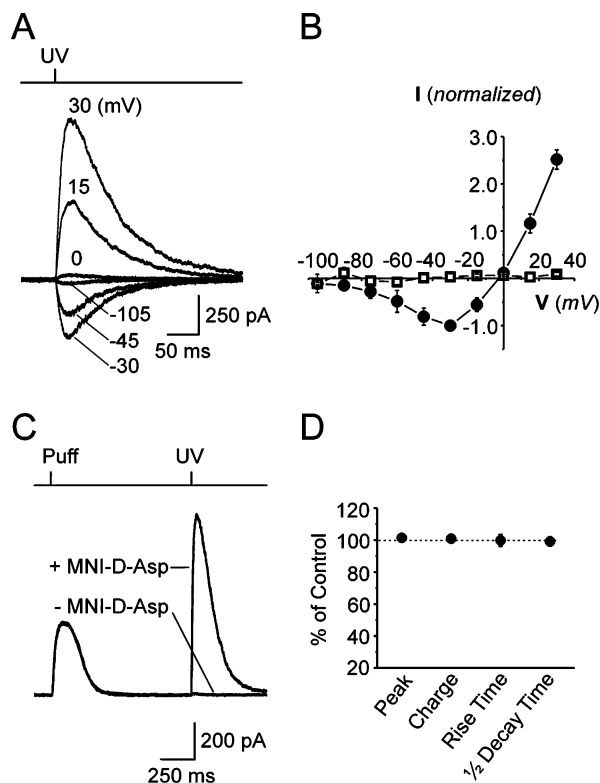 A
UV
30 (mV)
15
0
-105
-45
-30
250 pA
50 ms
B
I (normalized)
3.0
2.0
1.0
-100 -80 -60 -40 -20 20 40
V (mV)
-1.0
C
Puff UV
+ MNI-D-Asp
- MNI-D-Asp
200 pA
250 ms
D
% of Control
120
100
80
60
40
20
Peak
Charge
Rise Time
½ Decay Time